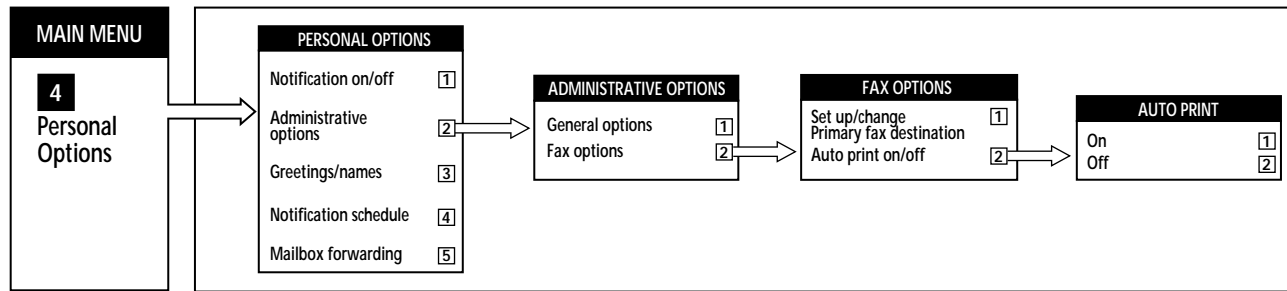 MAIN MENU
4
Personal
Options
PERSONAL OPTIONS
Notification on/off 1
Administrative
options 2
Greetings/names 3
Notification schedule 4
Mailbox forwarding 5
ADMINISTRATIVE OPTIONS
General options 1
Fax options 2
FAX OPTIONS
Set up/change 1
Primary fax destination
Auto print on/off 2
AUTO PRINT
On 1
Off 2